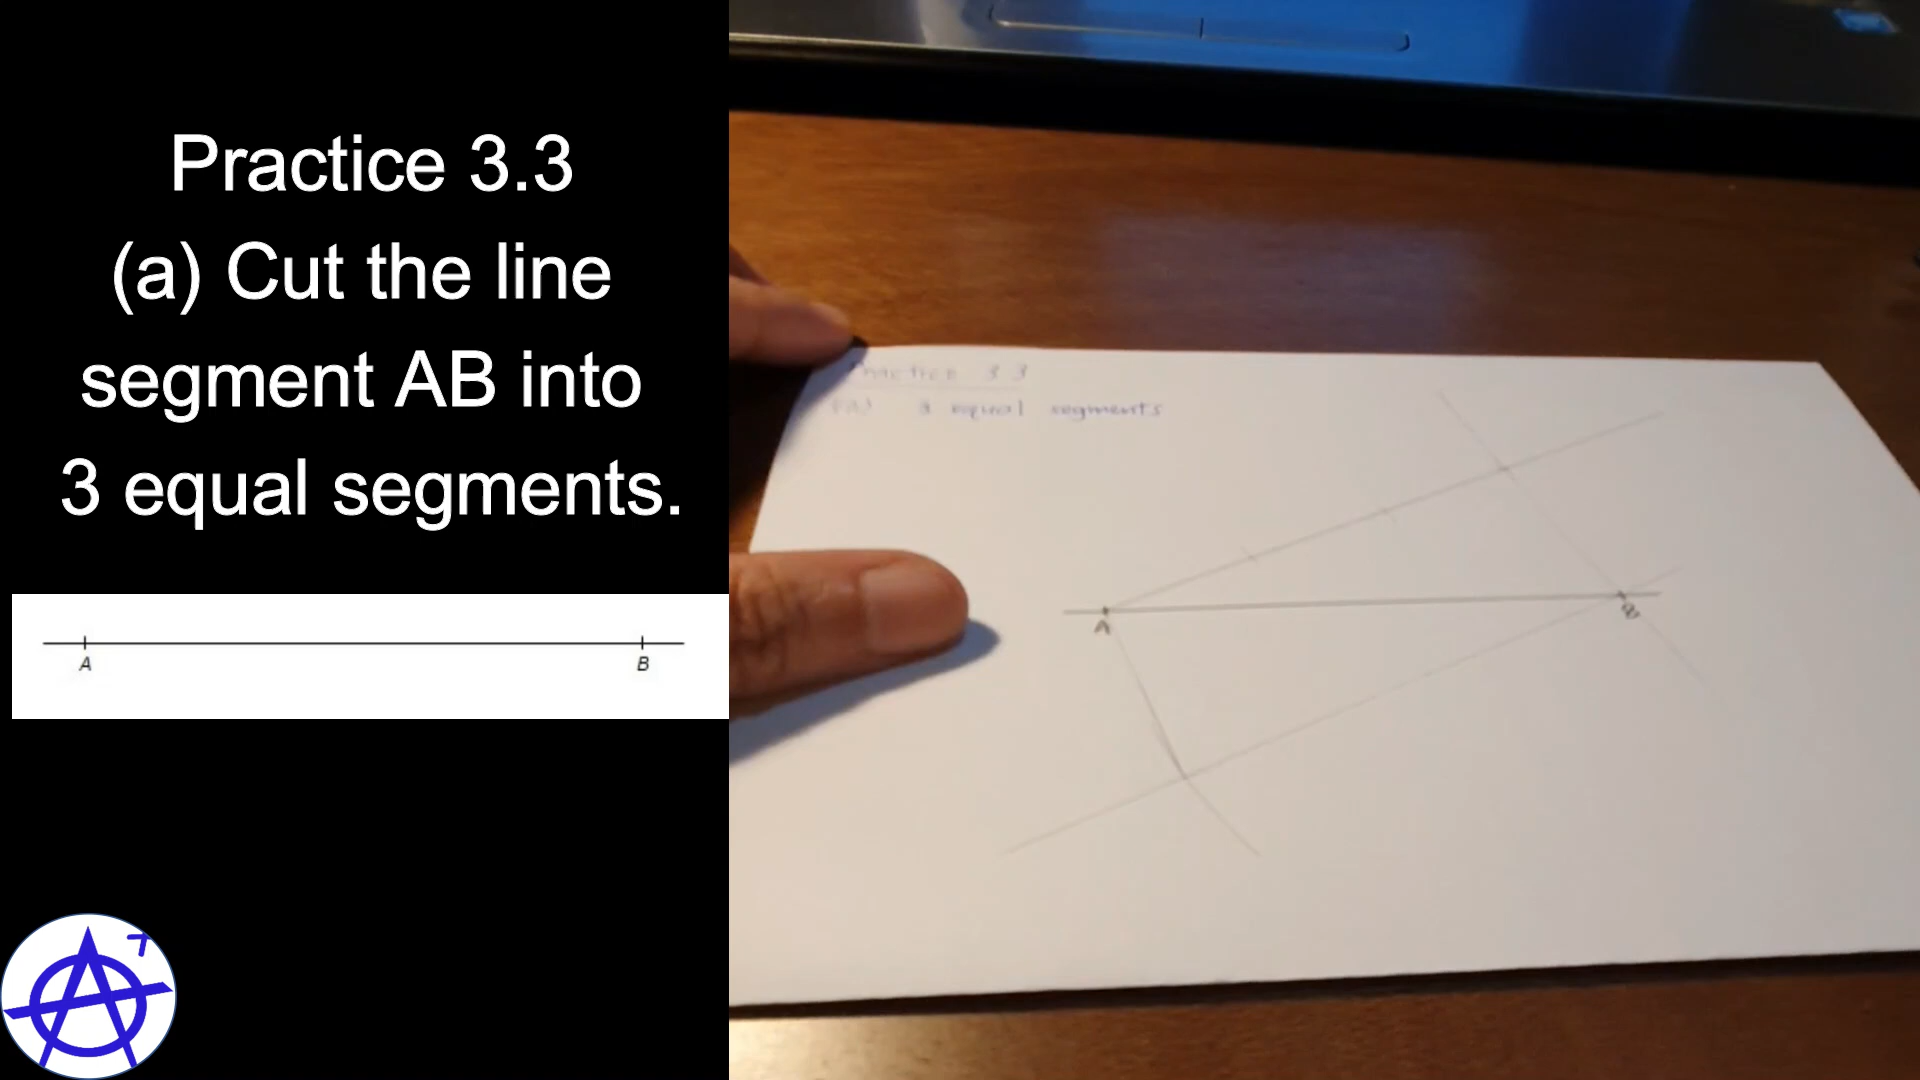 Practice 3.3
(a) Cut the line
segment AB into
3 equal segments.
A B
Practice 3.3
(a) 3 equal segments
A B